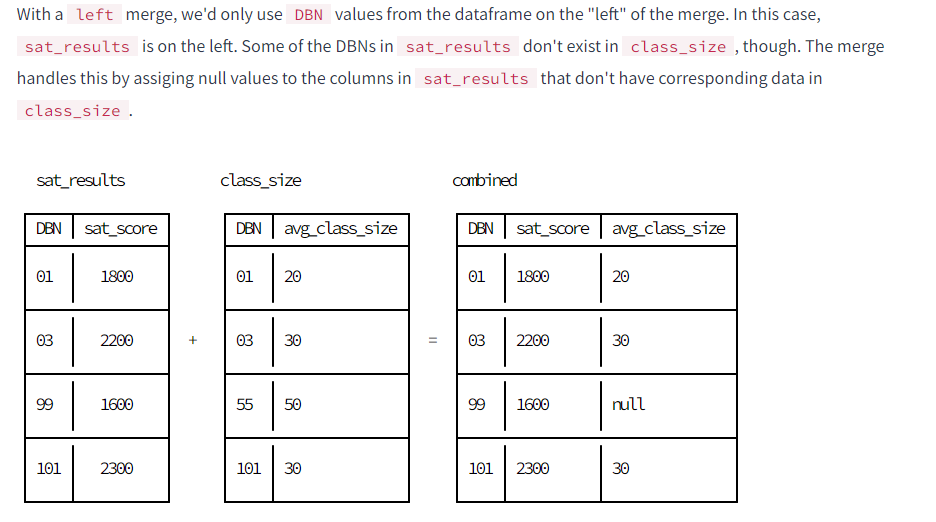 With a left merge, we'd only use DBN values from the dataframe on the "left" of the merge. In this case,
sat_results is on the left. Some of the DBNs in sat_results don't exist in class_size , though. The merge
handles this by assiging null values to the columns in sat_results that don't have corresponding data in
class_size .
sat_results class_size combined
DBN sat_score DBN avg_class_size DBN sat_score avg_class_size
01 1800 01 20 01 1800 20
03 2200 + 03 30 = 03 2200 30
99 1600 55 50 99 1600 null
101 2300 101 30 101 2300 30